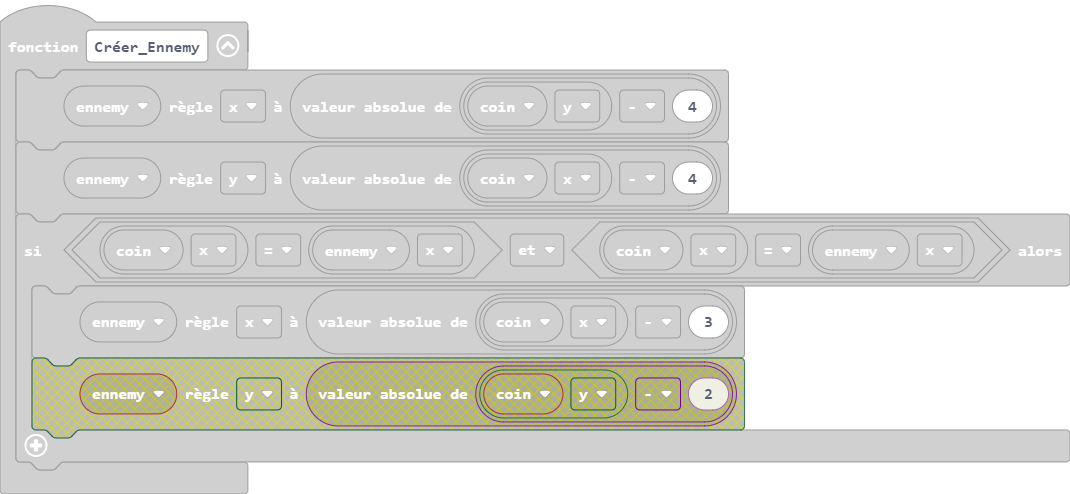 fonction Créer_Ennemy
ennemy règle x à valeur absolue de coin y - 4
ennemy règle y à valeur absolue de coin x - 4
si coin x = ennemy x et coin x = ennemy x alors
ennemy règle x à valeur absolue de coin x - 3
ennemy règle y à valeur absolue de coin y - 2